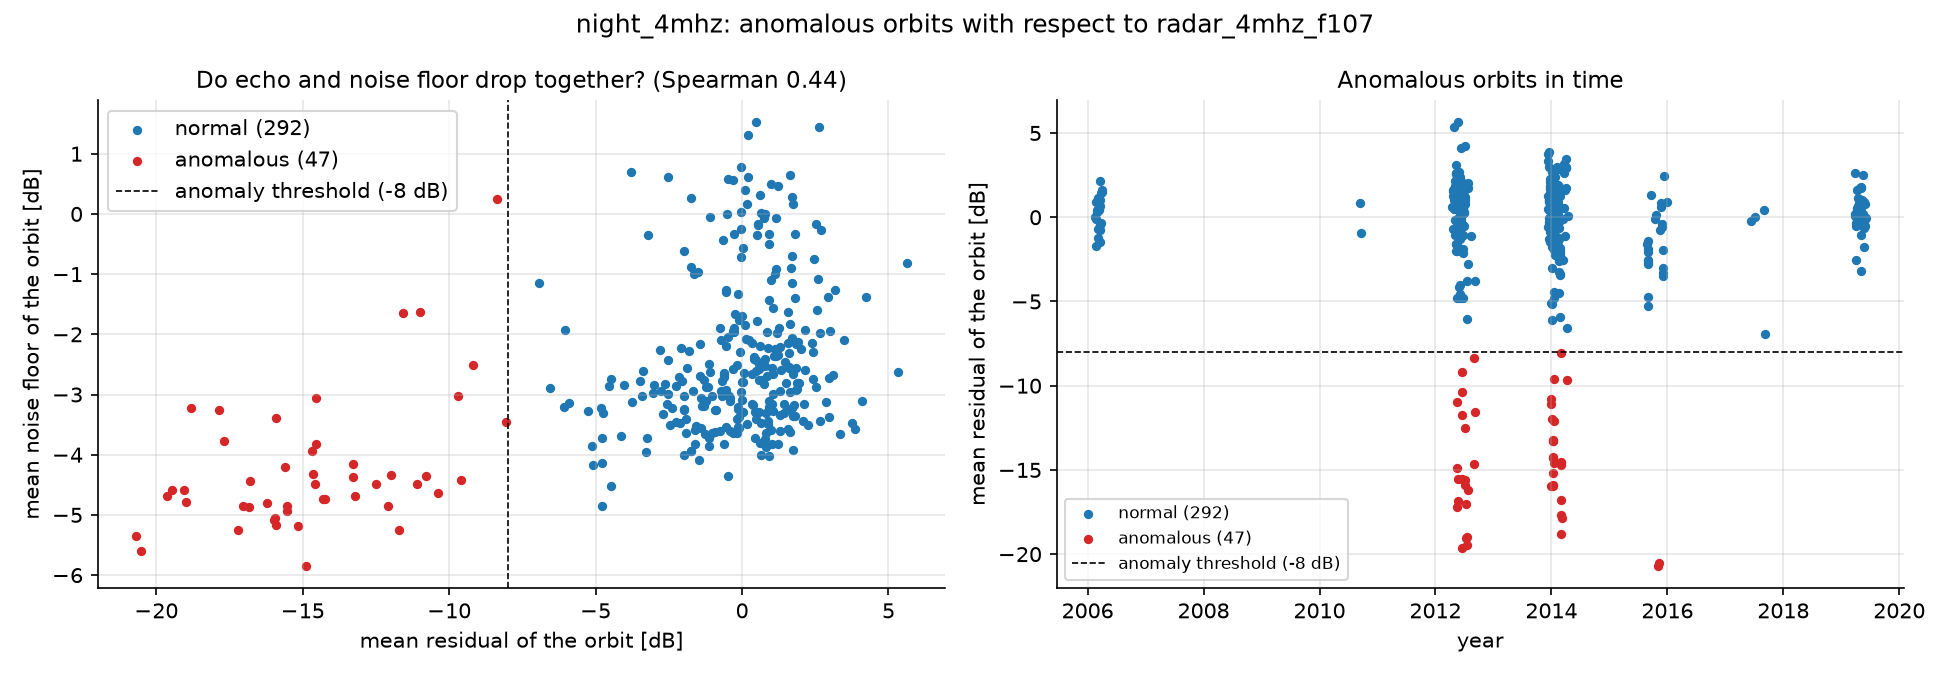 night_4mhz: anomalous orbits with respect to radar_4mhz_f107
Do echo and noise floor drop together? (Spearman 0.44)
normal (292)
anomalous (47)
anomaly threshold (-8 dB)
mean noise floor of the orbit [dB]
1
0
−1
−2
−3
−4
−5
−6
−20
−15
−10
−5
0
5
mean residual of the orbit [dB]
Anomalous orbits in time
mean residual of the orbit [dB]
5
0
−5
−10
−15
−20
normal (292)
anomalous (47)
anomaly threshold (-8 dB)
2006
2008
2010
2012
2014
2016
2018
2020
year